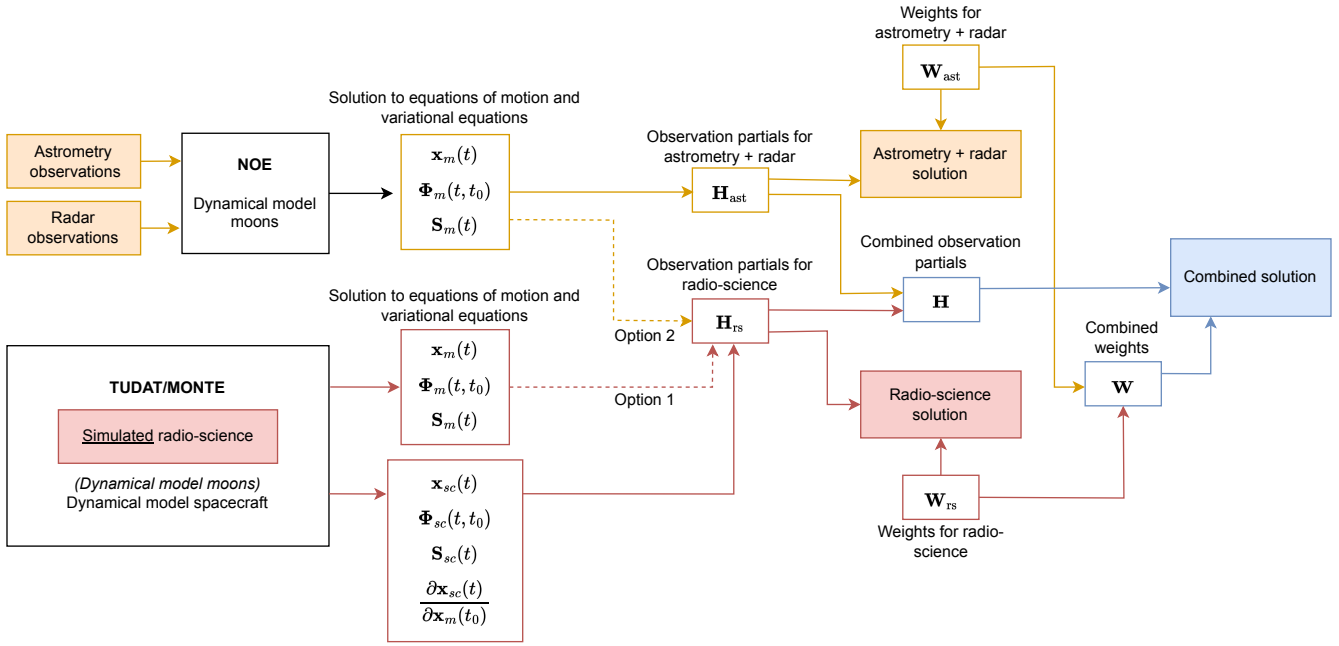 Weights for
astrometry + radar
W_ast
Solution to equations of motion and
variational equations
Astrometry
observations
Radar
observations
NOE
Dynamical model
moons
x_m(t)
Φ_m(t, t_0)
S_m(t)
Observation partials for
astrometry + radar
H_ast
Astrometry + radar
solution
Combined observation
partials
H
Combined solution
Observation partials for
radio-science
H_rs
Option 2
Option 1
Solution to equations of motion and
variational equations
x_m(t)
Φ_m(t, t_0)
S_m(t)
TUDAT/MONTE
Simulated radio-science
(Dynamical model moons)
Dynamical model spacecraft
x_sc(t)
Φ_sc(t, t_0)
S_sc(t)
∂x_sc(t)
∂x_m(t_0)
Combined
weights
W
Radio-science
solution
W_rs
Weights for radio-
science